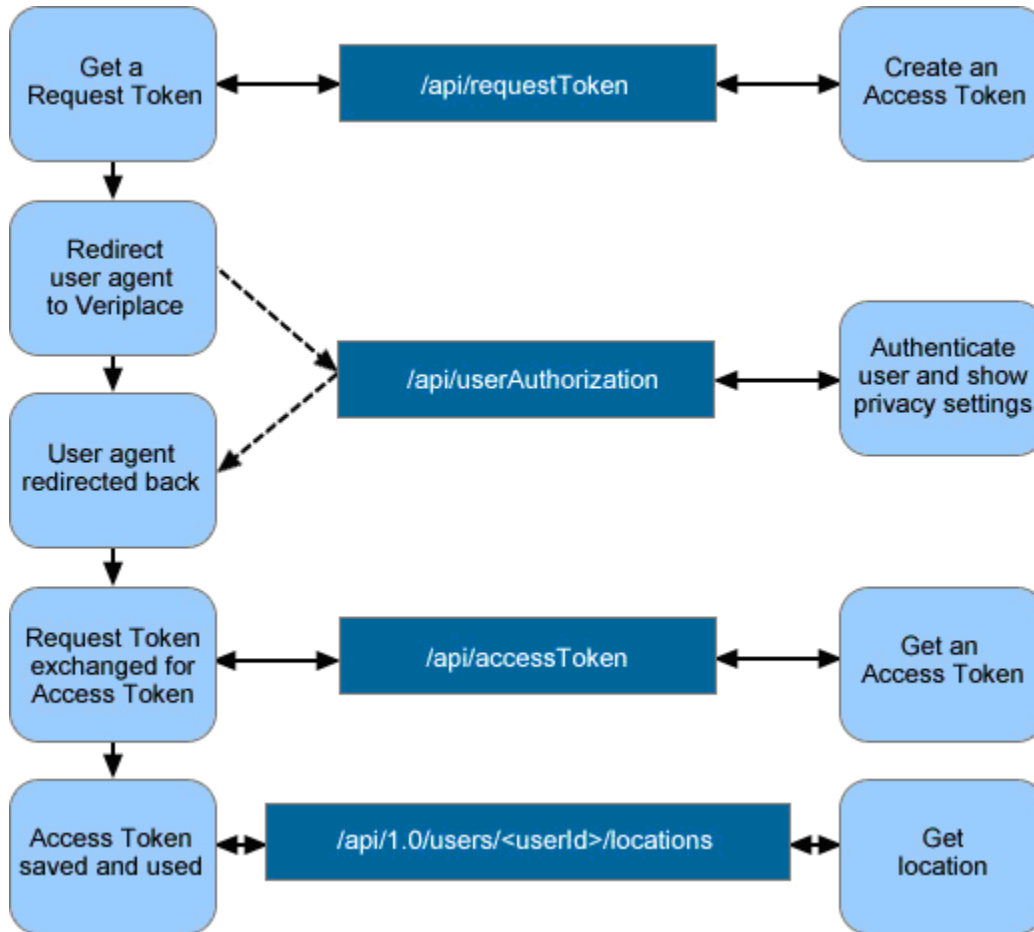 Get a
Request Token
/api/requestToken
Create an
Access Token
Redirect
user agent
to Veriplace
/api/userAuthorization
Authenticate
user and show
privacy settings
User agent
redirected back
Request Token
exchanged for
Access Token
/api/accessToken
Get an
Access Token
Access Token
saved and used
/api/1.0/users/<userId>/locations
Get
location